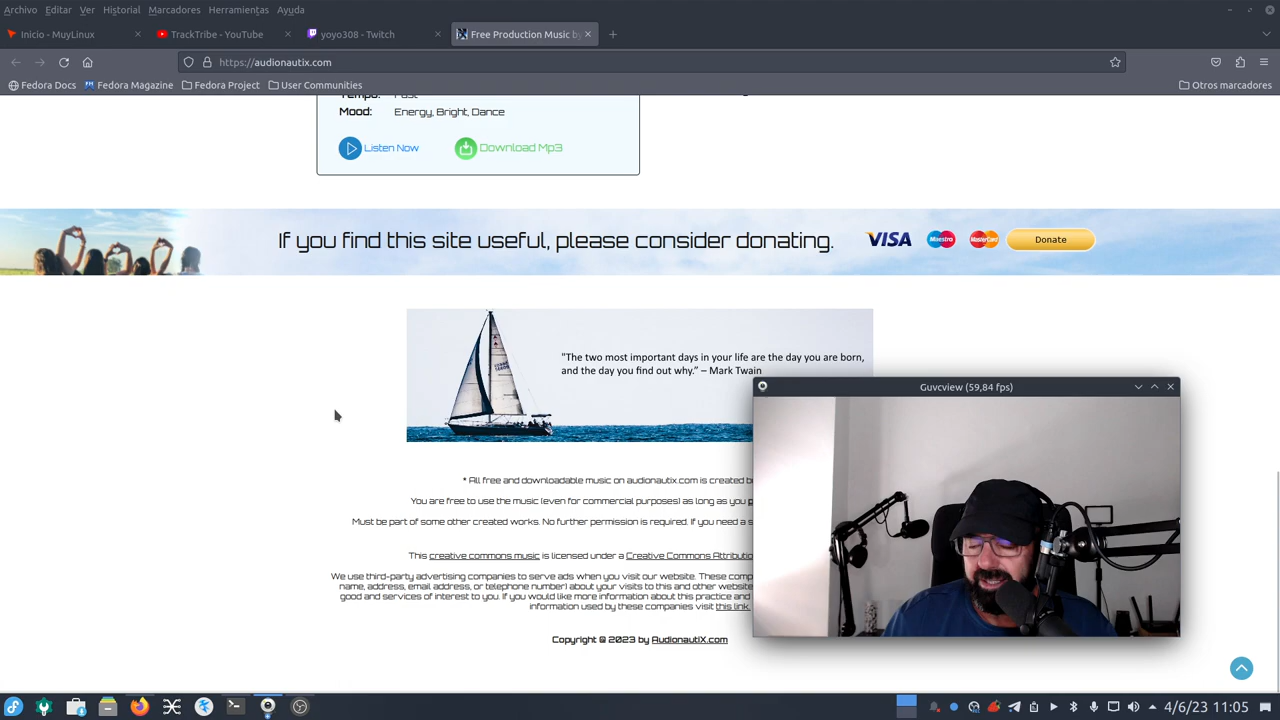 Archivo Editar Ver Historial Marcadores Herramientas Ayuda
Inicio - MuyLinux
TrackTribe - YouTube
yoyo308 - Twitch
Free Production Music by
https://audionautix.com
Fedora Docs Fedora Magazine Fedora Project User Communities
Otros marcadores
Tempo: Fast
Mood: Energy, Bright, Dance
Listen Now Download Mp3
If you find this site useful, please consider donating.
VISA Maestro MasterCard Donate
"The two most important days in your life are the day you are born,
and the day you find out why.” – Mark Twain
Guvcview (59,84 fps)
* All free and downloadable music on audionautix.com is created b
You are free to use the music (even for commercial purposes) as long as you p
Must be part of some other created works. No further permission is required. If you need a s
This creative commons music is licensed under a Creative Commons Attributio
We use third-party advertising companies to serve ads when you visit our website. These comp
name, address, email address, or telephone number) about your visits to this and other website
good and services of interest to you. If you would like more information about this practice and
information used by these companies visit this link.
Copyright @ 2023 by AudionautiX.com
4/6/23 11:05